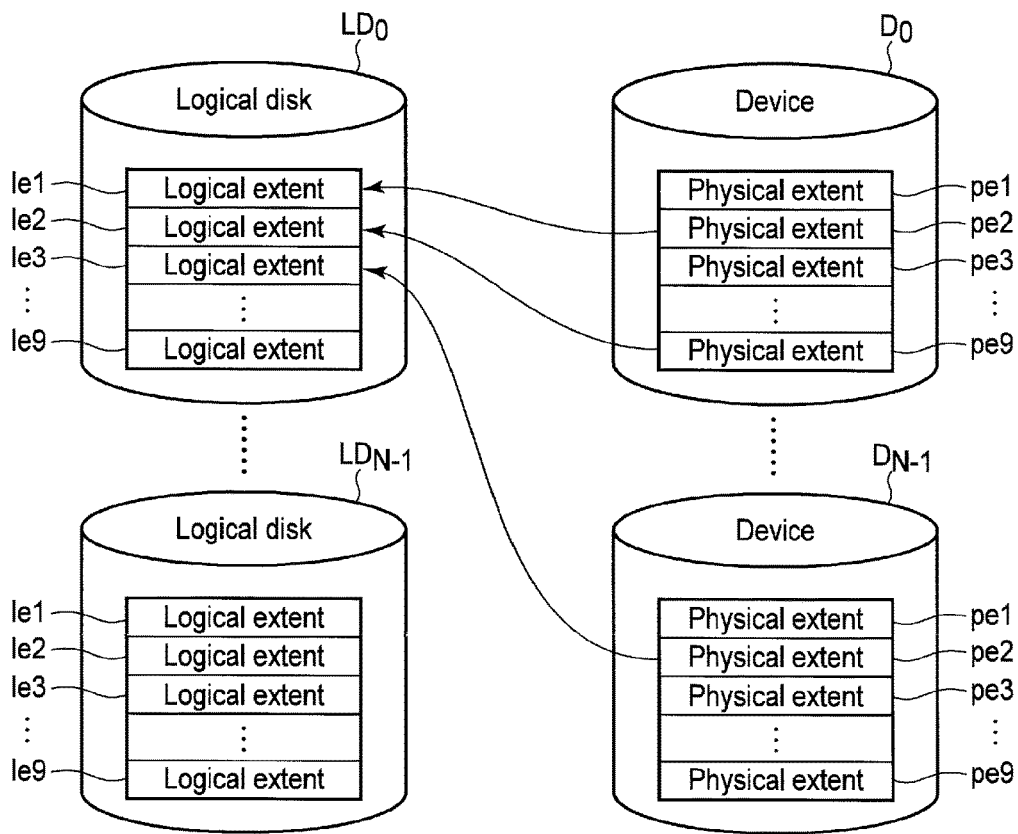 LD0
D0
Logical disk
Device
le1
Logical extent
Physical extent
pe1
le2
Logical extent
Physical extent
pe2
le3
Logical extent
Physical extent
pe3
le9
Logical extent
Physical extent
pe9
LDN-1
DN-1
Logical disk
Device
le1
Logical extent
Physical extent
pe1
le2
Logical extent
Physical extent
pe2
le3
Logical extent
Physical extent
pe3
le9
Logical extent
Physical extent
pe9